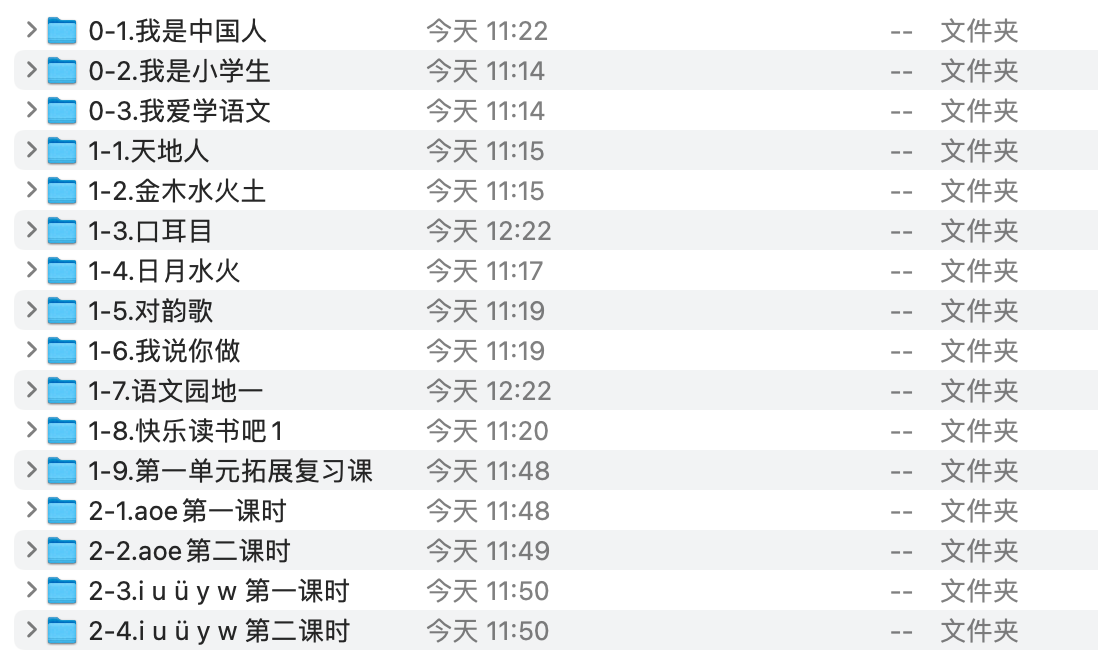 0-1.我是中国人 今天 11:22 -- 文件夹
0-2.我是小学生 今天 11:14 -- 文件夹
0-3.我爱学语文 今天 11:14 -- 文件夹
1-1.天地人 今天 11:15 -- 文件夹
1-2.金木水火土 今天 11:15 -- 文件夹
1-3.口耳目 今天 12:22 -- 文件夹
1-4.日月水火 今天 11:17 -- 文件夹
1-5.对韵歌 今天 11:19 -- 文件夹
1-6.我说你做 今天 11:19 -- 文件夹
1-7.语文园地一 今天 12:22 -- 文件夹
1-8.快乐读书吧1 今天 11:20 -- 文件夹
1-9.第一单元拓展复习课 今天 11:48 -- 文件夹
2-1.aoe第一课时 今天 11:48 -- 文件夹
2-2.aoe第二课时 今天 11:49 -- 文件夹
2-3.i u ü y w 第一课时 今天 11:50 -- 文件夹
2-4.i u ü y w 第二课时 今天 11:50 -- 文件夹